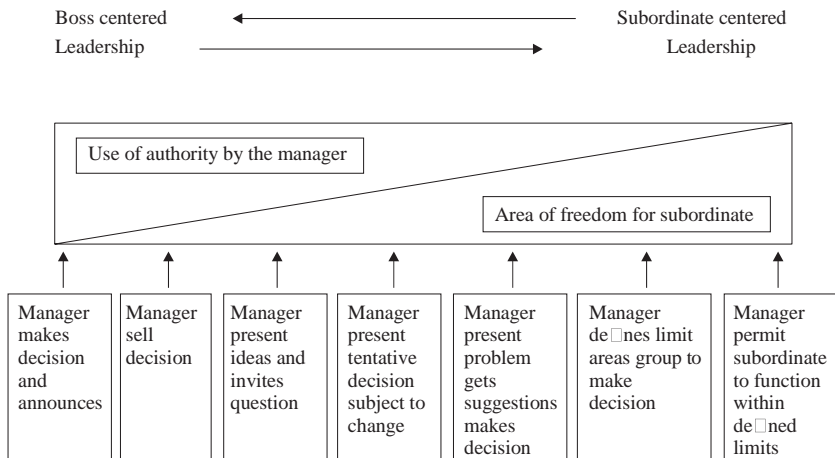 Boss centered
Leadership
Subordinate centered
Leadership
Use of authority by the manager
Area of freedom for subordinate
Manager
makes
decision
and
announces
Manager
sell
decision
Manager
present
ideas and
invites
question
Manager
present
tentative
decision
subject to
change
Manager
present
problem
gets
suggestions
makes
decision
Manager
de□nes limit
areas group to
make
decision
Manager
permit
subordinate
to function
within
de□ned
limits